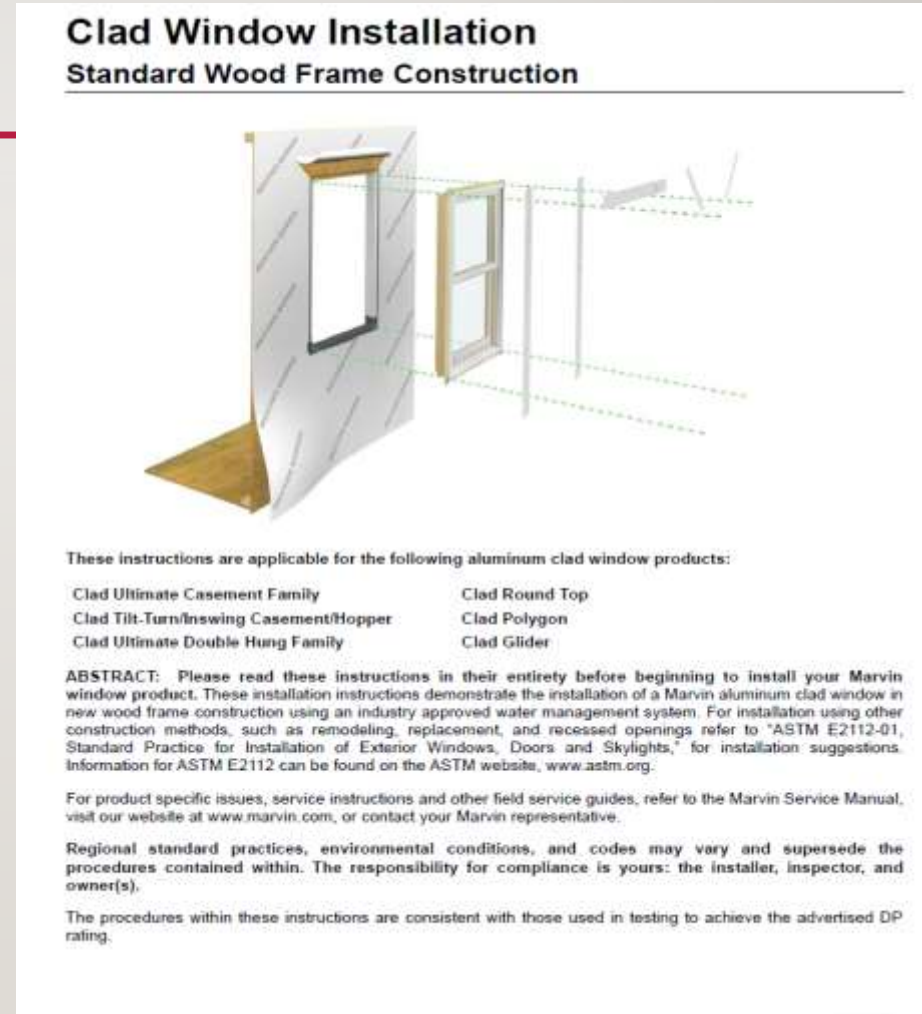 Clad Window Installation
Standard Wood Frame Construction
These instructions are applicable for the following aluminum clad window products:
Clad Ultimate Casement Family
Clad Round Top
Clad Tilt-Turn/Inswing Casement/Hopper
Clad Polygon
Clad Ultimate Double Hung Family
Clad Glider
ABSTRACT: Please read these instructions in their entirety before beginning to install your Marvin
window product. These installation instructions demonstrate the installation of a Marvin aluminum clad window in
new wood frame construction using an industry approved water management system. For installation using other
construction methods, such as remodeling, replacement, and recessed openings refer to "ASTM E2112-01,
Standard Practice for Installation of Exterior Windows, Doors and Skylights," for installation suggestions.
Information for ASTM E2112 can be found on the ASTM website, www.astm.org.
For product specific issues, service instructions and other field service guides, refer to the Marvin Service Manual,
visit our website at www.marvin.com, or contact your Marvin representative.
Regional standard practices, environmental conditions, and codes may vary and supersede the
procedures contained within. The responsibility for compliance is yours: the installer, inspector, and
owner(s).
The procedures within these instructions are consistent with those used in testing to achieve the advertised DP
rating.